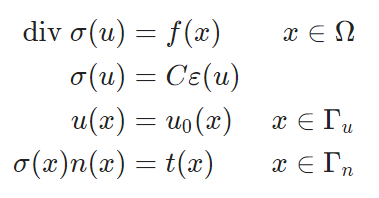 div σ(u) = f(x) x ∈ Ω
σ(u) = Cε(u)
u(x) = u₀(x) x ∈ Γᵤ
σ(x)n(x) = t(x) x ∈ Γₙ